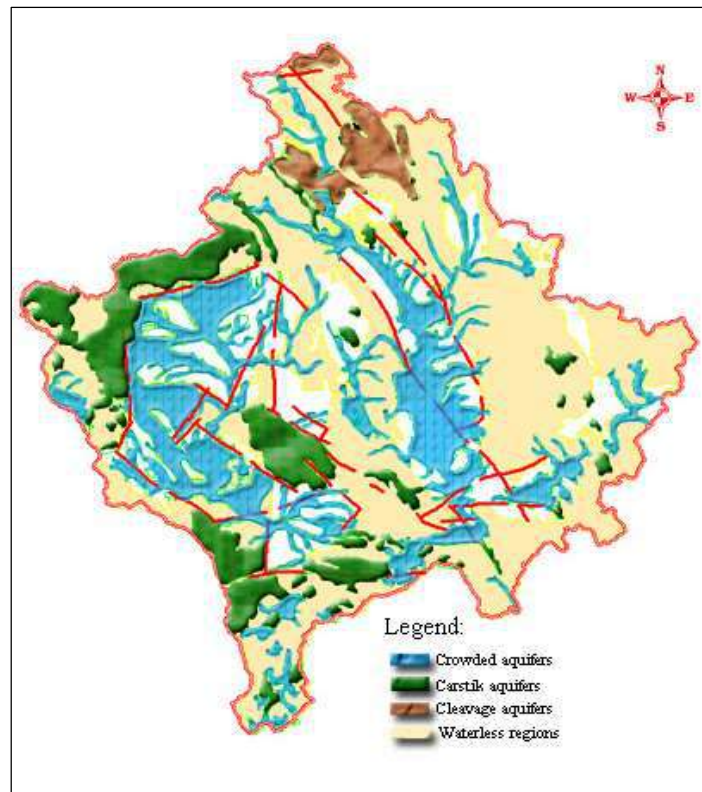 N
W E
S
Legend:
Crowded aquifers
Carstik aquifers
Cleavage aquifers
Waterless regions